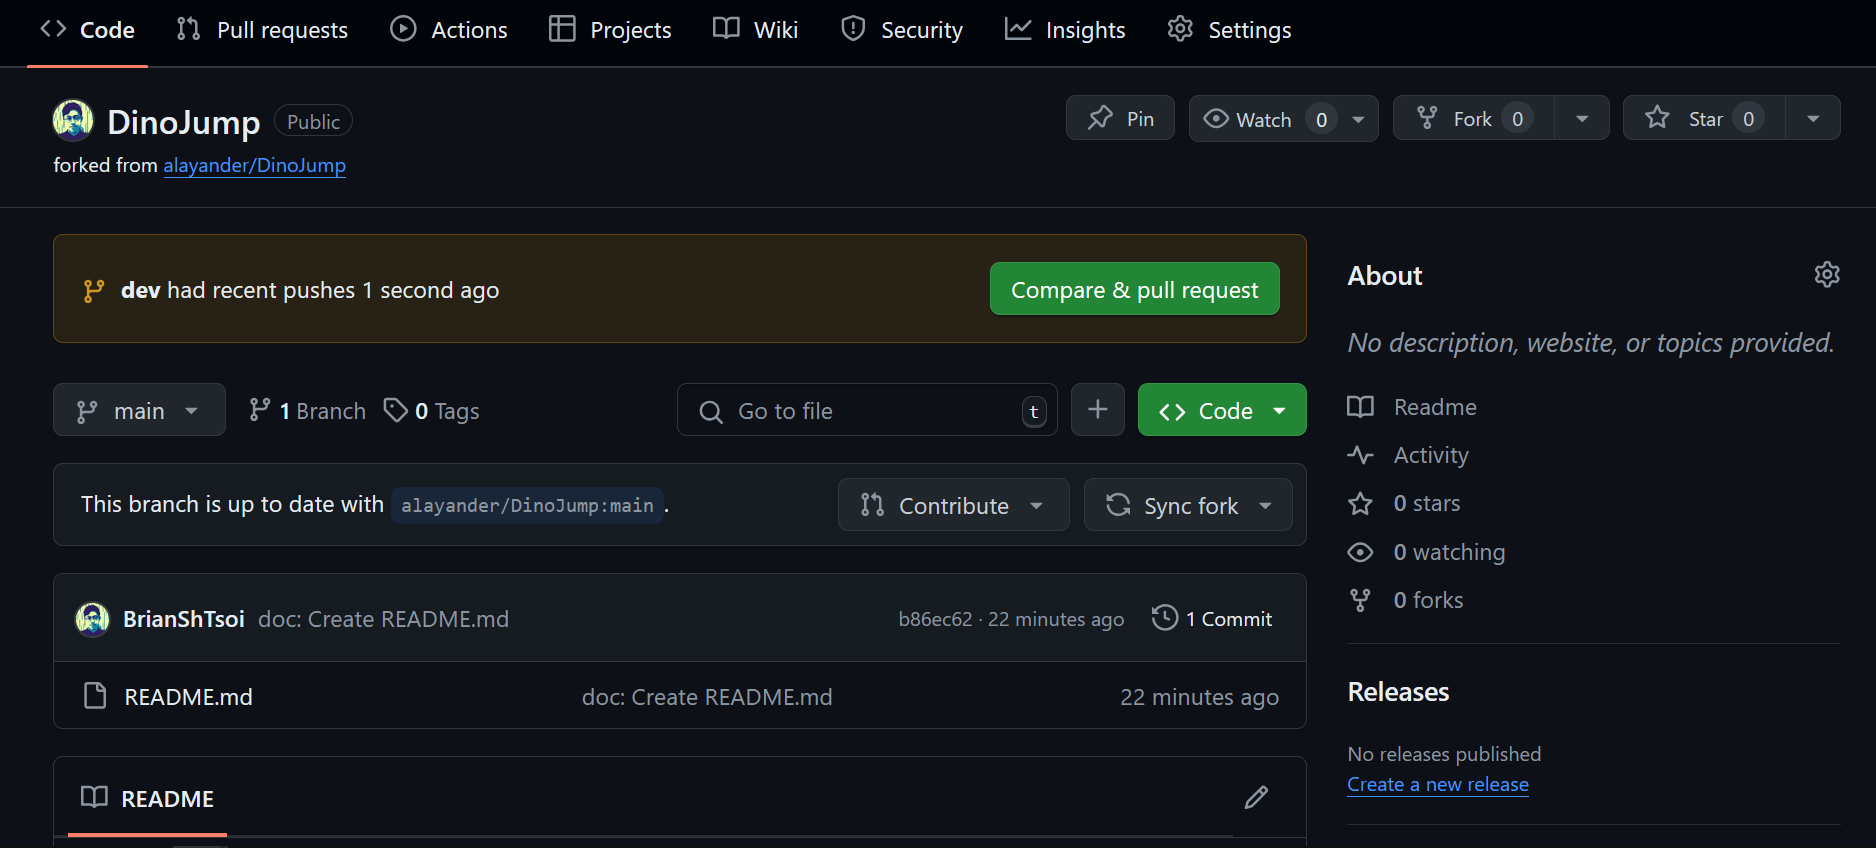 Code Pull requests Actions Projects Wiki Security Insights Settings
DinoJump Public
Pin Watch 0 Fork 0 Star 0
forked from alayander/DinoJump
dev had recent pushes 1 second ago
Compare & pull request
main 1 Branch 0 Tags
Go to file t
+ Code
This branch is up to date with alayander/DinoJump:main .
Contribute Sync fork
BrianShTsoi doc: Create README.md b86ec62 · 22 minutes ago 1 Commit
README.md doc: Create README.md 22 minutes ago
README
About
No description, website, or topics provided.
Readme
Activity
0 stars
0 watching
0 forks
Releases
No releases published
Create a new release